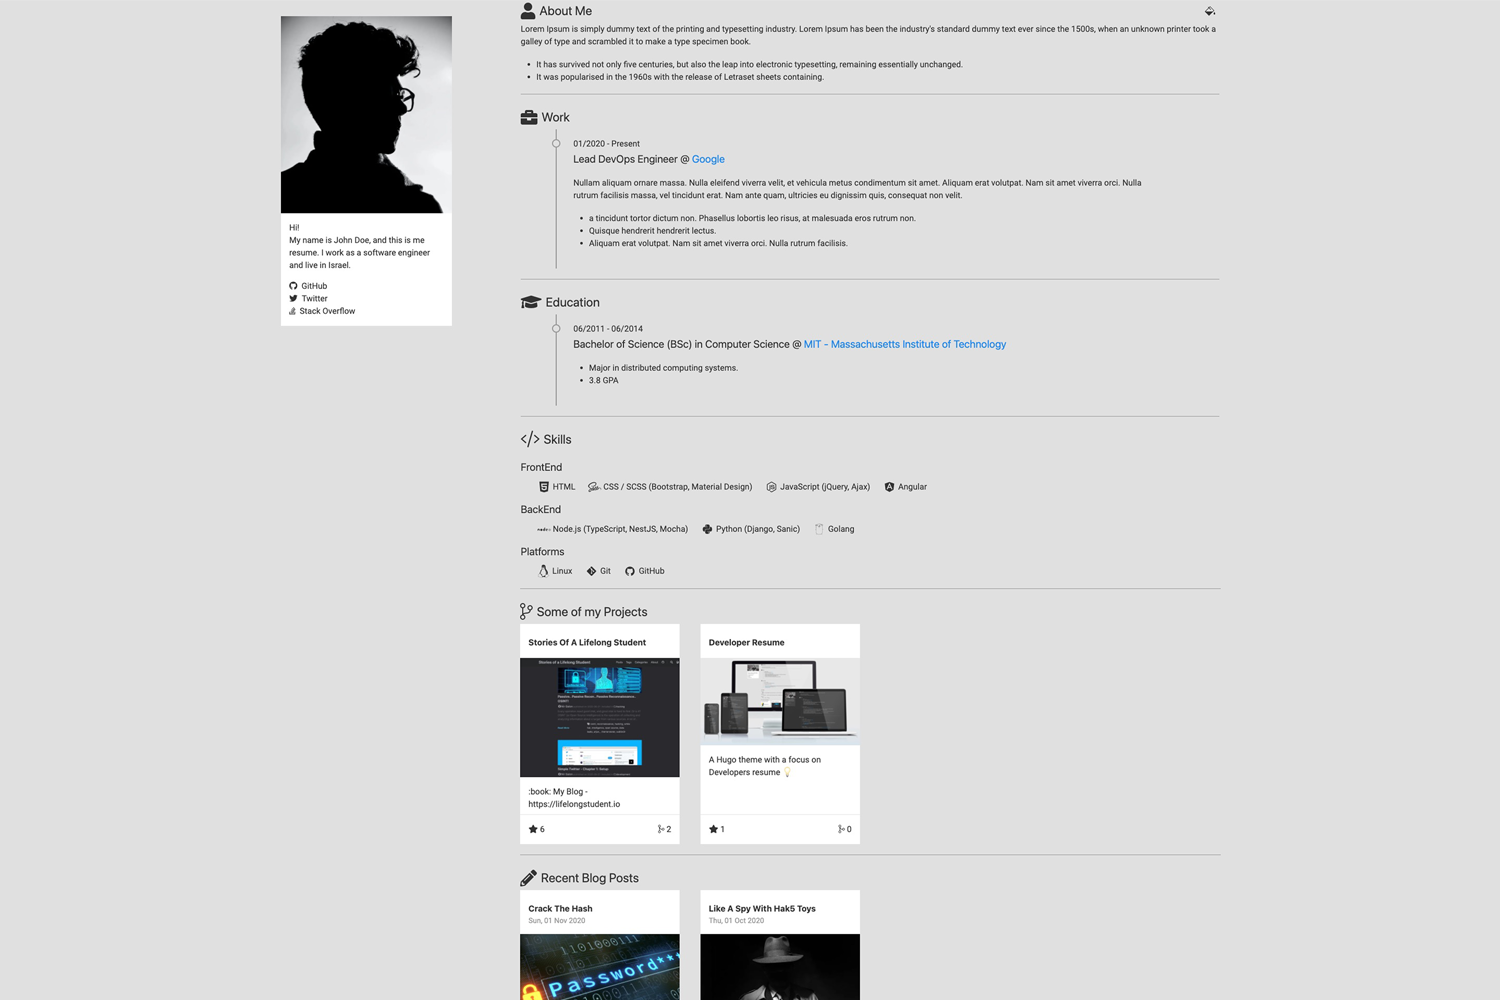 Hi!
My name is John Doe, and this is me
resume. I work as a software engineer
and live in Israel.
GitHub
Twitter
Stack Overflow
About Me
Lorem Ipsum is simply dummy text of the printing and typesetting industry. Lorem Ipsum has been the industry's standard dummy text ever since the 1500s, when an unknown printer took a
galley of type and scrambled it to make a type specimen book.
• It has survived not only five centuries, but also the leap into electronic typesetting, remaining essentially unchanged.
• It was popularised in the 1960s with the release of Letraset sheets containing.
Work
01/2020 - Present
Lead DevOps Engineer @ Google
Nullam aliquam ornare massa. Nulla eleifend viverra velit, et vehicula metus condimentum sit amet. Aliquam erat volutpat. Nam sit amet viverra orci. Nulla
rutrum facilisis massa, vel tincidunt erat. Nam ante quam, ultricies eu dignissim quis, consequat non velit.
• a tincidunt tortor dictum non. Phasellus lobortis leo risus, at malesuada eros rutrum non.
• Quisque hendrerit hendrerit lectus.
• Aliquam erat volutpat. Nam sit amet viverra orci. Nulla rutrum facilisis.
Education
06/2011 - 06/2014
Bachelor of Science (BSc) in Computer Science @ MIT - Massachusetts Institute of Technology
• Major in distributed computing systems.
• 3.8 GPA
Skills
FrontEnd
HTML CSS / SCSS (Bootstrap, Material Design) JavaScript (jQuery, Ajax) Angular
BackEnd
Node.js (TypeScript, NestJS, Mocha) Python (Django, Sanic) Golang
Platforms
Linux Git GitHub
Some of my Projects
Stories Of A Lifelong Student
Stories of a Lifelong Student
:book: My Blog -
https://lifelongstudent.io
6 2
Developer Resume
A Hugo theme with a focus on
Developers resume 💡
1 0
Recent Blog Posts
Crack The Hash
Sun, 01 Nov 2020
1101000111
Password***
Like A Spy With Hak5 Toys
Thu, 01 Oct 2020